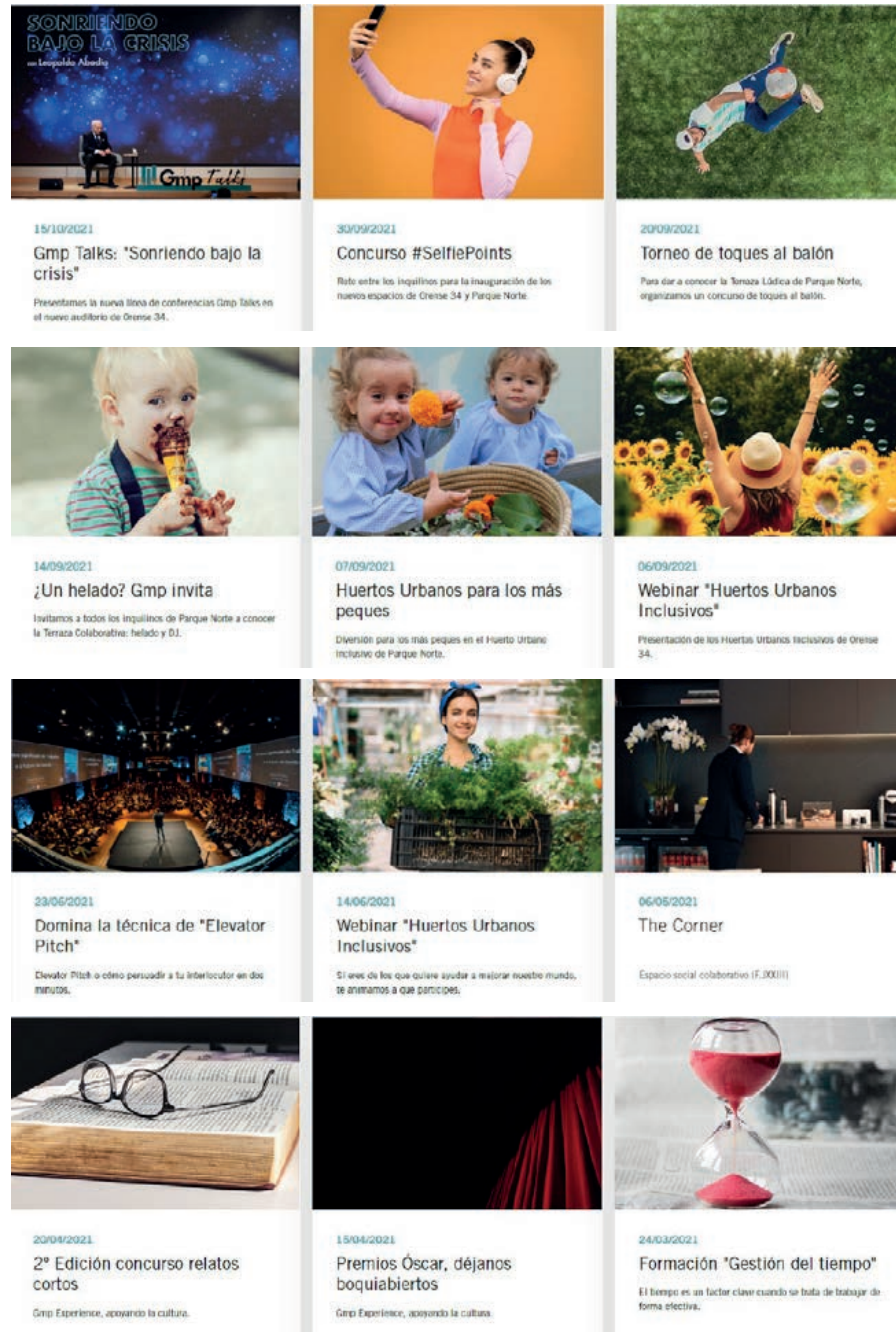 SONRIENDO
BAJO LA CRISIS
con Leopoldo Abadía
Gmp Talks
15/10/2021
Gmp Talks: "Sonriendo bajo la
crisis"
Presentamos la nueva línea de conferencias Gmp Talks en
el nuevo auditorio de Orense 34.
30/09/2021
Concurso #SelfiePoints
Reto entre los inquilinos para la inauguración de los
nuevos espacios de Orense 34 y Parque Norte.
20/09/2021
Torneo de toques al balón
Para dar a conocer la Terraza Lúdica de Parque Norte,
organizamos un concurso de toques al balón.
14/09/2021
¿Un helado? Gmp invita
Invitamos a todos los inquilinos de Parque Norte a conocer
la Terraza Colaborativa: helado y DJ.
07/09/2021
Huertos Urbanos para los más
peques
Diversión para los más peques en el Huerto Urbano
Inclusivo de Parque Norte.
06/09/2021
Webinar "Huertos Urbanos
Inclusivos"
Presentación de los Huertos Urbanos Inclusivos de Orense
34.
23/06/2021
Domina la técnica de "Elevator
Pitch"
Elevator Pitch o cómo persuadir a tu interlocutor en dos
minutos.
14/06/2021
Webinar "Huertos Urbanos
Inclusivos"
Si eres de los que quiere ayudar a mejorar nuestro mundo,
te animamos a que participes.
06/05/2021
The Corner
Espacio social colaborativo
20/04/2021
2º Edición concurso relatos
cortos
Gmp Experience, apoyando la cultura.
15/04/2021
Premios Óscar, déjanos
boquiabiertos
Gmp Experience, apoyando la cultura.
24/03/2021
Formación "Gestión del tiempo"
El tiempo es un factor clave cuando se trata de trabajar de
forma efectiva.